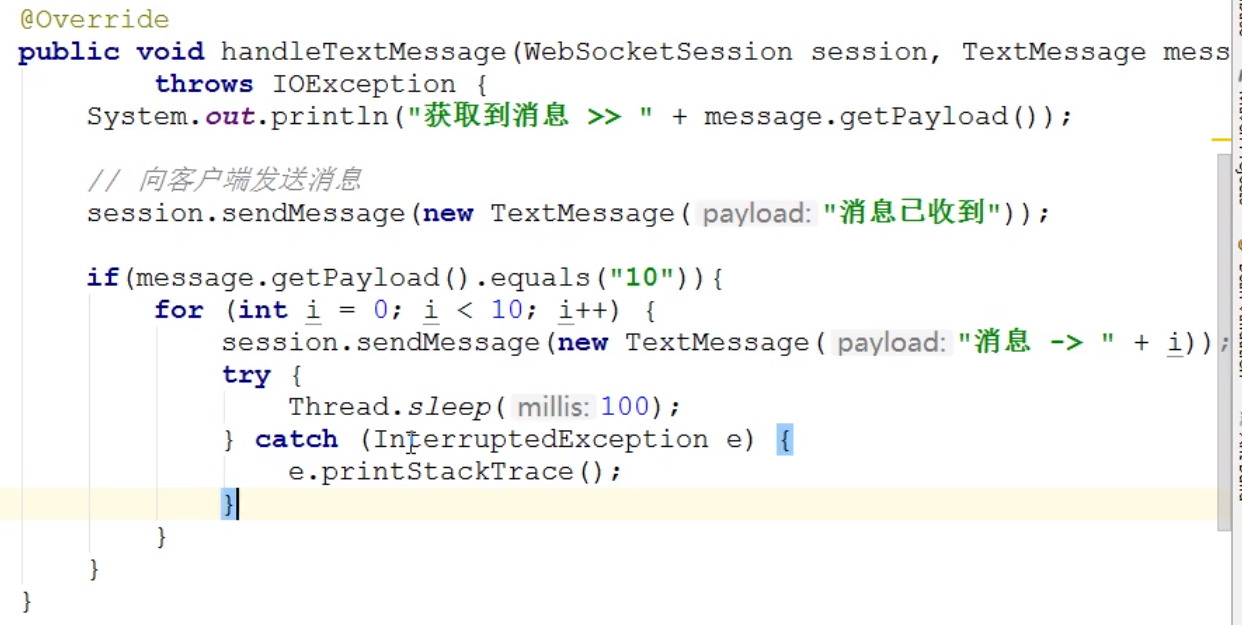 @Override
public void handleTextMessage(WebSocketSession session, TextMessage mess
        throws IOException {
    System.out.println("获取到消息 >> " + message.getPayload());
    // 向客户端发送消息
    session.sendMessage(new TextMessage( payload: "消息已收到"));
    if(message.getPayload().equals("10")){
        for (int i = 0; i < 10; i++) {
            session.sendMessage(new TextMessage( payload: "消息 -> " + i));
            try {
                Thread.sleep( millis: 100);
            } catch (InterruptedException e) {
                e.printStackTrace();
            }
        }
    }
}